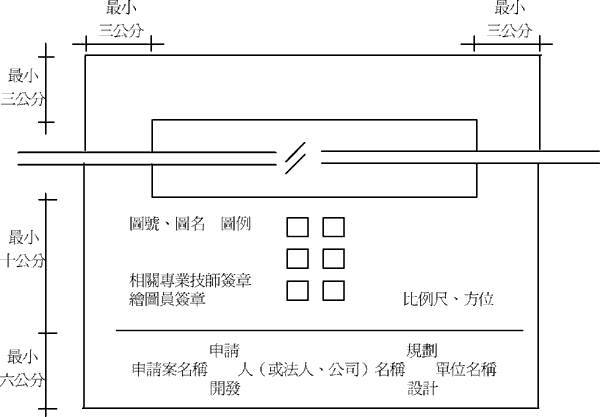 最小
三公分
最小
三公分
最小
三公分
圖號、圖名　圖例
最小
十公分
相關專業技師簽章
繪圖員簽章
比例尺、方位
申請
規劃
申請案名稱　人（或法人、公司）名稱　單位名稱
開發
設計
最小
六公分